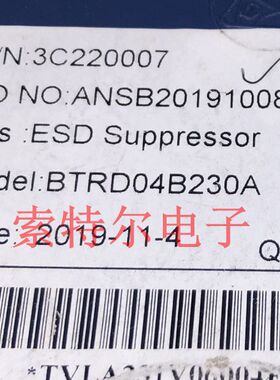 /N:3C220007
O NO:ANSB20191008
s :ESD Suppressor
del:BTRD04B230A
索特尔电子
e: 2019-11-4
Q